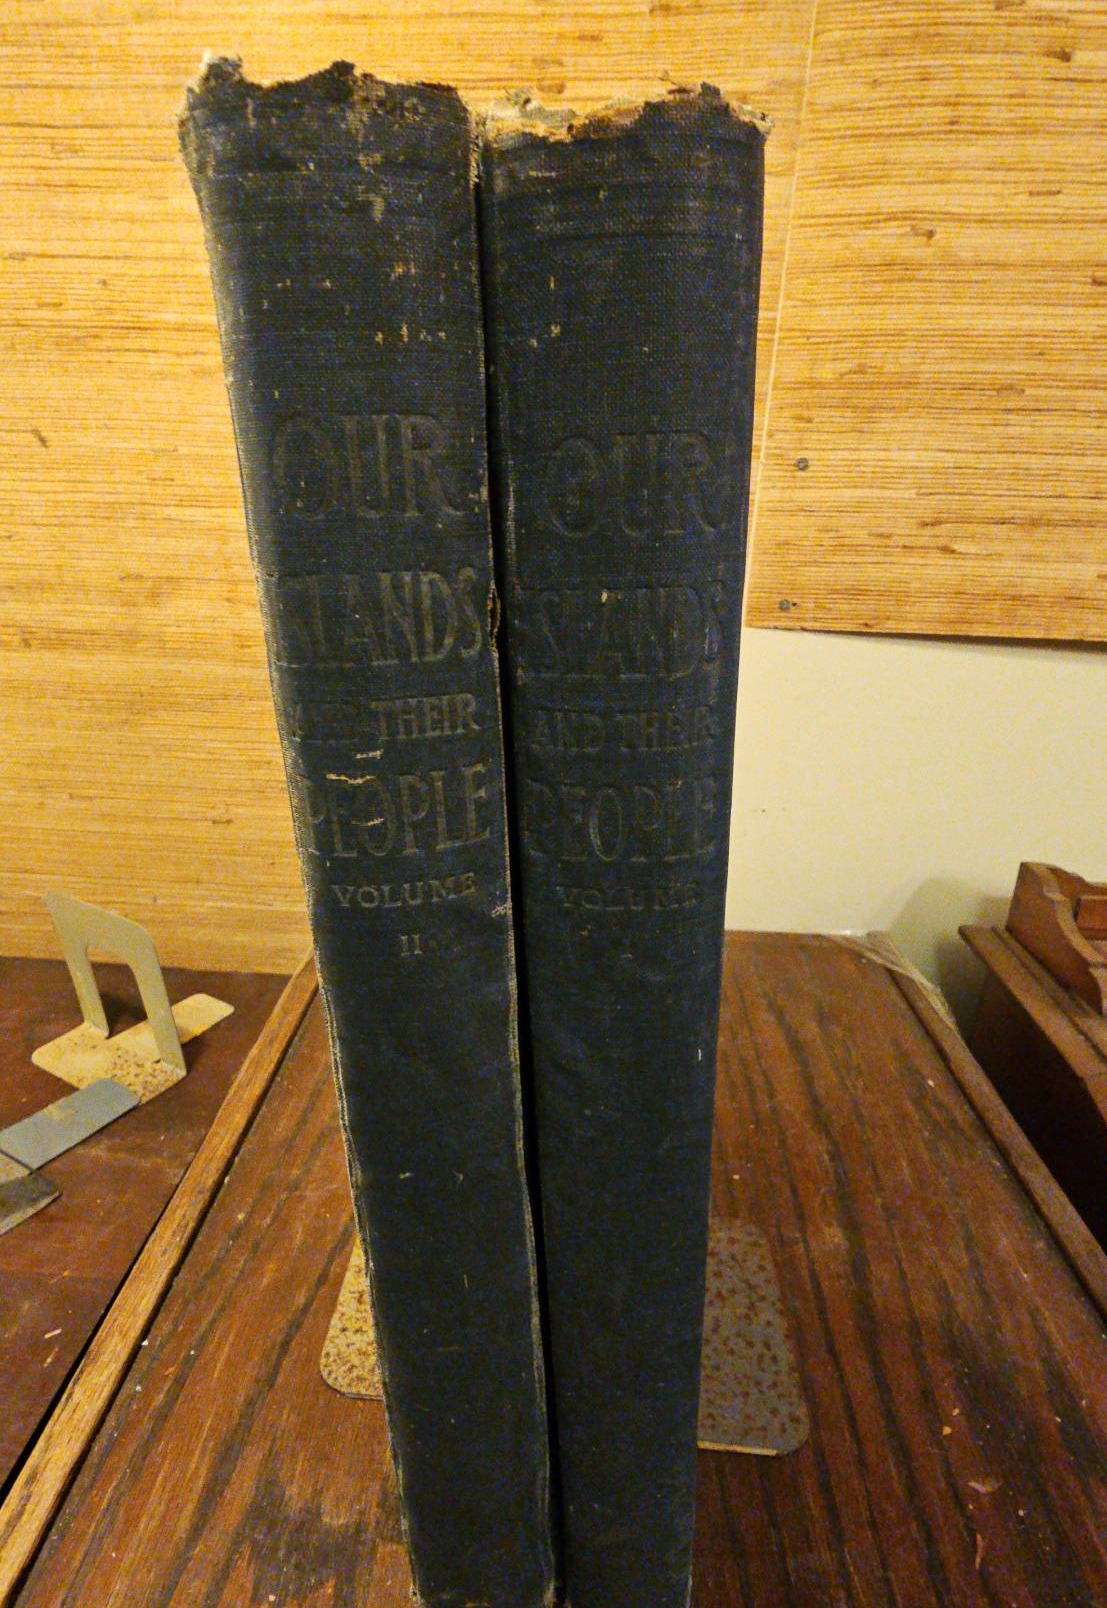 OUR
ISLANDS
AND THEIR
PEOPLE
VOLUME
II
OUR
ISLANDS
AND THEIR
PEOPLE
VOLUME
I